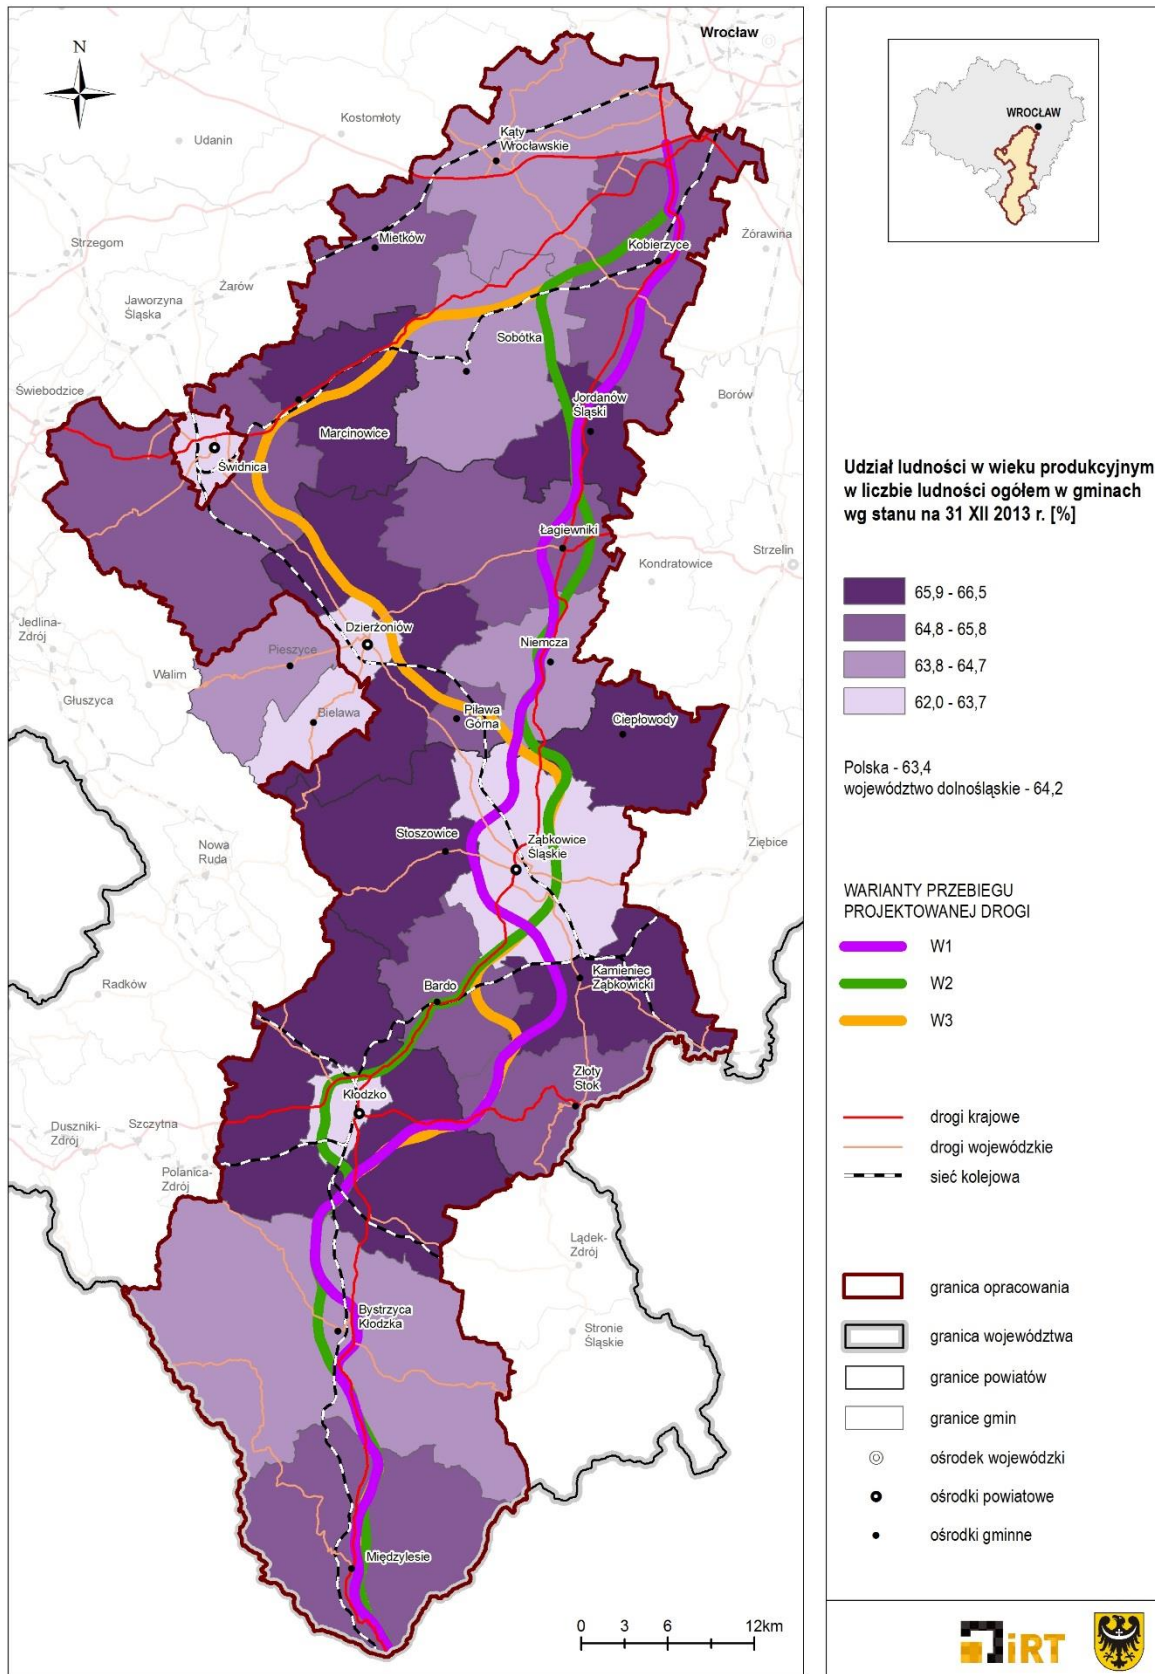 Wrocław
N
Kostomłoty
Udanin
Kąty
Wrocławskie
Strzegom
Mietków
Żórawina
Kobierzyce
Żarów
Jaworzyna
Śląska
Sobótka
Świebodzice
Jordanów
Śląski
Borów
Marcinowice
Świdnica
Łagiewniki
Strzelin
Kondratowice
Jedlina-
Zdrój
Dzierżoniów
Niemcza
Pieszyce
Walim
Głuszyca
Bielawa
Piława
Górna
Ciepłowody
Stoszowice
Ząbkowice
Śląskie
Nowa
Ruda
Ziębice
Kamieniec
Ząbkowicki
Radków
Bardo
Złoty
Stok
Kłodzko
Duszniki-
Zdrój
Szczytna
Polanica-
Zdrój
Lądek-
Zdrój
Bystrzyca
Kłodzka
Stronie
Śląskie
Międzylesie
0 3 6 12km
WROCŁAW
Udział ludności w wieku produkcyjnym
w liczbie ludności ogółem w gminach
wg stanu na 31 XII 2013 r. [%]
65,9 - 66,5
64,8 - 65,8
63,8 - 64,7
62,0 - 63,7
Polska - 63,4
województwo dolnośląskie - 64,2
WARIANTY PRZEBIEGU
PROJEKTOWANEJ DROGI
W1
W2
W3
drogi krajowe
drogi wojewódzkie
sieć kolejowa
granica opracowania
granica województwa
granice powiatów
granice gmin
ośrodek wojewódzki
ośrodki powiatowe
ośrodki gminne
iRT